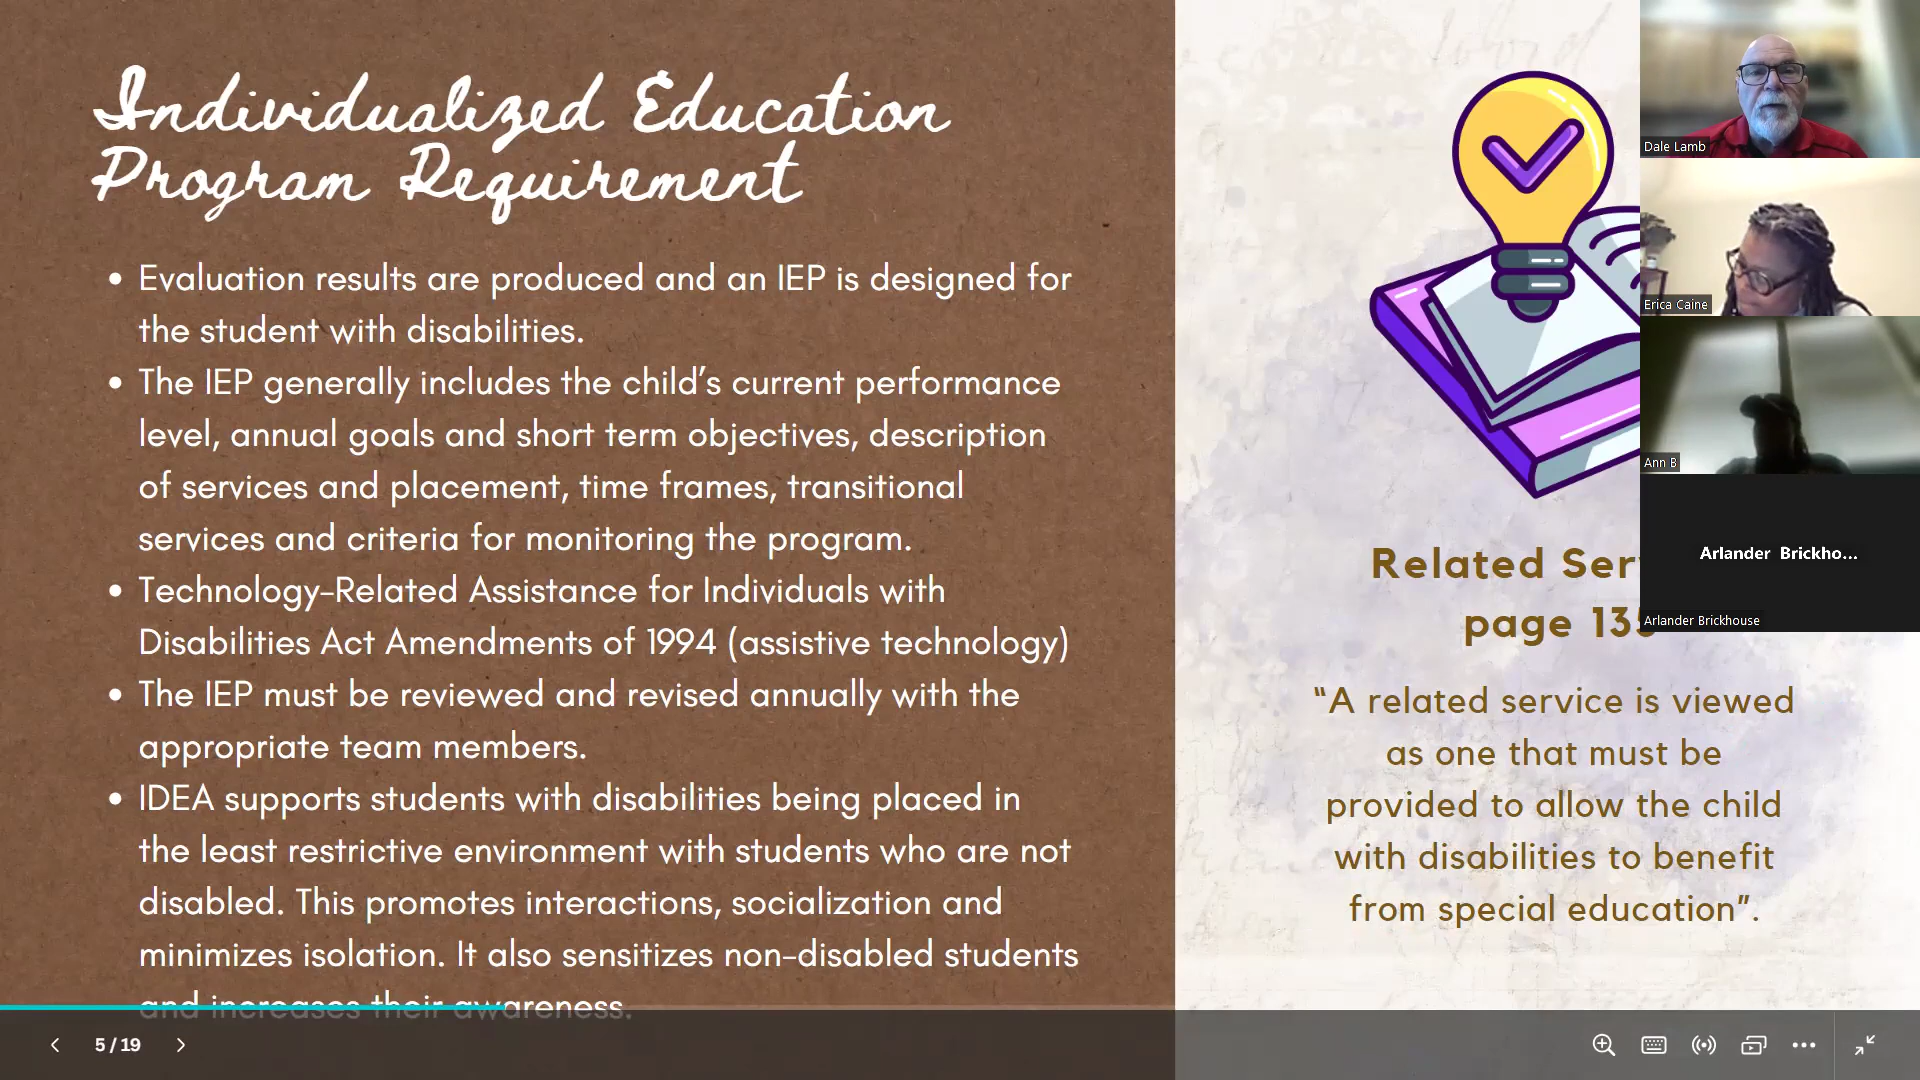 Individualized Education
Program Requirement
• Evaluation results are produced and an IEP is designed for
the student with disabilities.
• The IEP generally includes the child's current performance
level, annual goals and short term objectives, description
of services and placement, time frames, transitional
services and criteria for monitoring the program.
• Technology-Related Assistance for Individuals with
Disabilities Act Amendments of 1994 (assistive technology)
• The IEP must be reviewed and revised annually with the
appropriate team members.
• IDEA supports students with disabilities being placed in
the least restrictive environment with students who are not
disabled. This promotes interactions, socialization and
minimizes isolation. It also sensitizes non-disabled students
and increases their awareness.
Related
page
"A related service is viewed
as one that must be
provided to allow the child
with disabilities to benefit
from special education".
Dale Lamb
Erica Caine
Ann B
Arlander Brickho...
Arlander Brickhouse
5 / 19